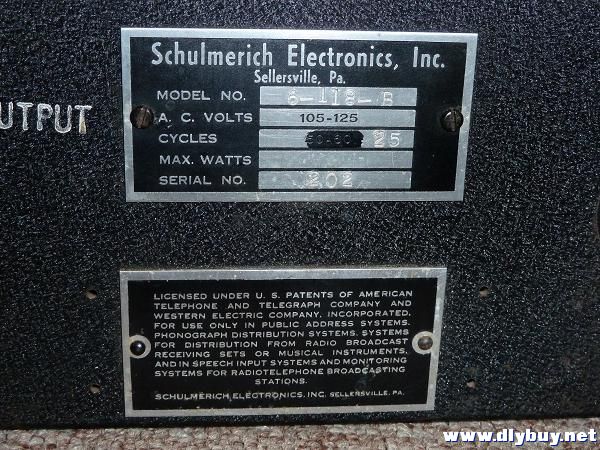 Schulmerich Electronics, Inc.
Sellersville, Pa.
MODEL NO. 6-118-B
A. C. VOLTS 105-125
CYCLES 25
MAX. WATTS
SERIAL NO. 202
UTPUT
LICENSED UNDER U. S. PATENTS OF AMERICAN
TELEPHONE AND TELEGRAPH COMPANY AND
WESTERN ELECTRIC COMPANY, INCORPORATED.
FOR USE ONLY IN PUBLIC ADDRESS SYSTEMS.
PHONOGRAPH DISTRIBUTION SYSTEMS. SYSTEMS
FOR DISTRIBUTION FROM RADIO BROADCAST
RECEIVING SETS OR MUSICAL INSTRUMENTS,
AND IN SPEECH INPUT SYSTEMS AND MONITORING
SYSTEMS FOR RADIOTELEPHONE BROADCASTING
STATIONS.
SCHULMERICH ELECTRONICS, INC. SELLERSVILLE, PA.
www.dlybuy.net